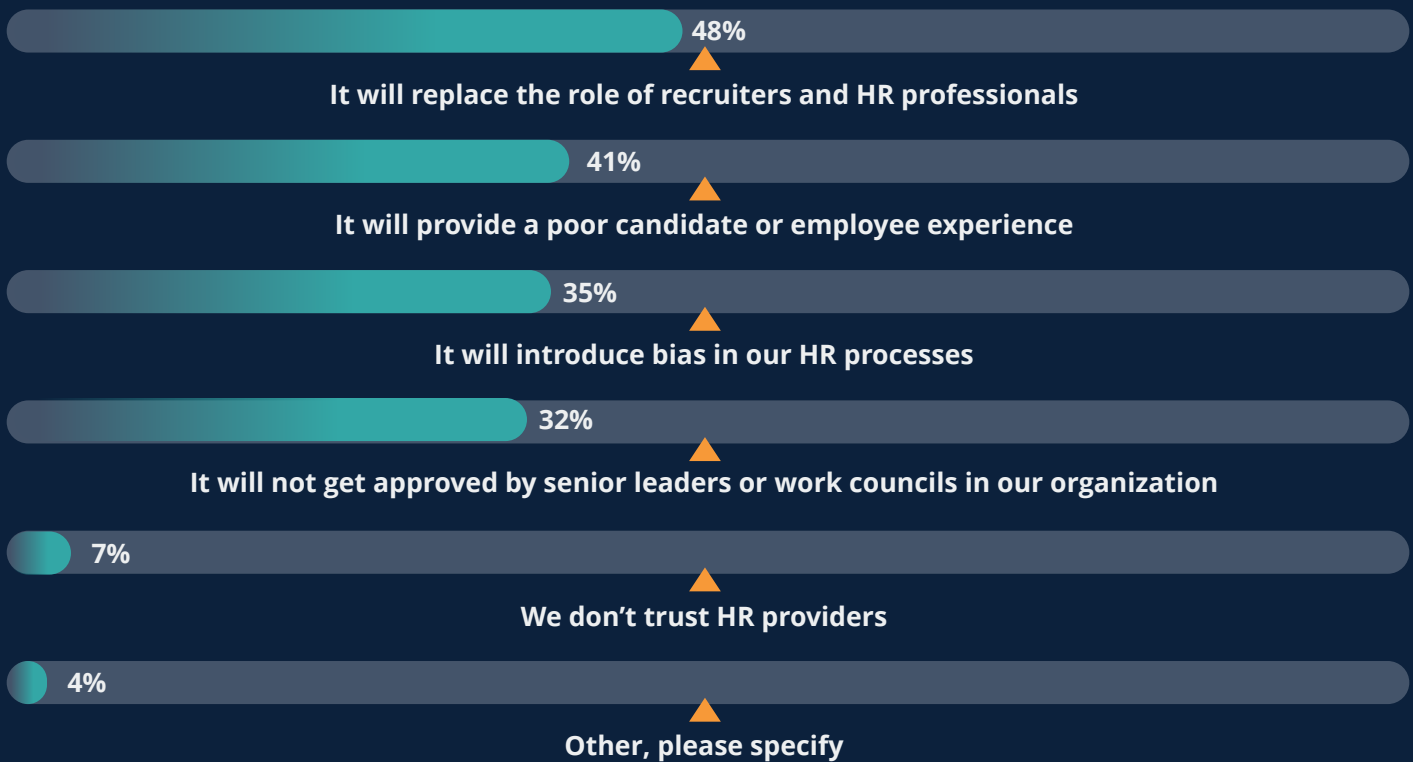 48%
It will replace the role of recruiters and HR professionals
41%
It will provide a poor candidate or employee experience
35%
It will introduce bias in our HR processes
32%
It will not get approved by senior leaders or work councils in our organization
7%
We don’t trust HR providers
4%
Other, please specify